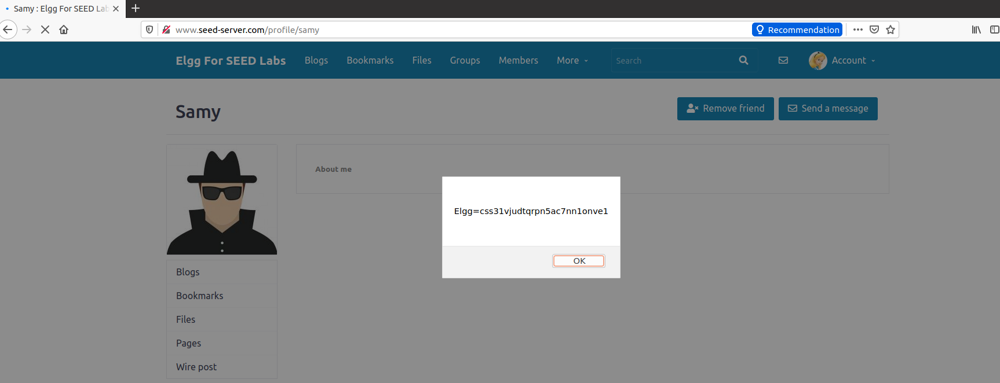 Samy : Elgg For SEED Lab
www.seed-server.com/profile/samy
Recommendation
Elgg For SEED Labs
Blogs
Bookmarks
Files
Groups
Members
More
Search
Account
Samy
Remove friend
Send a message
About me
Elgg=css31vjudtqrpn5ac7nn1onve1
OK
Blogs
Bookmarks
Files
Pages
Wire post